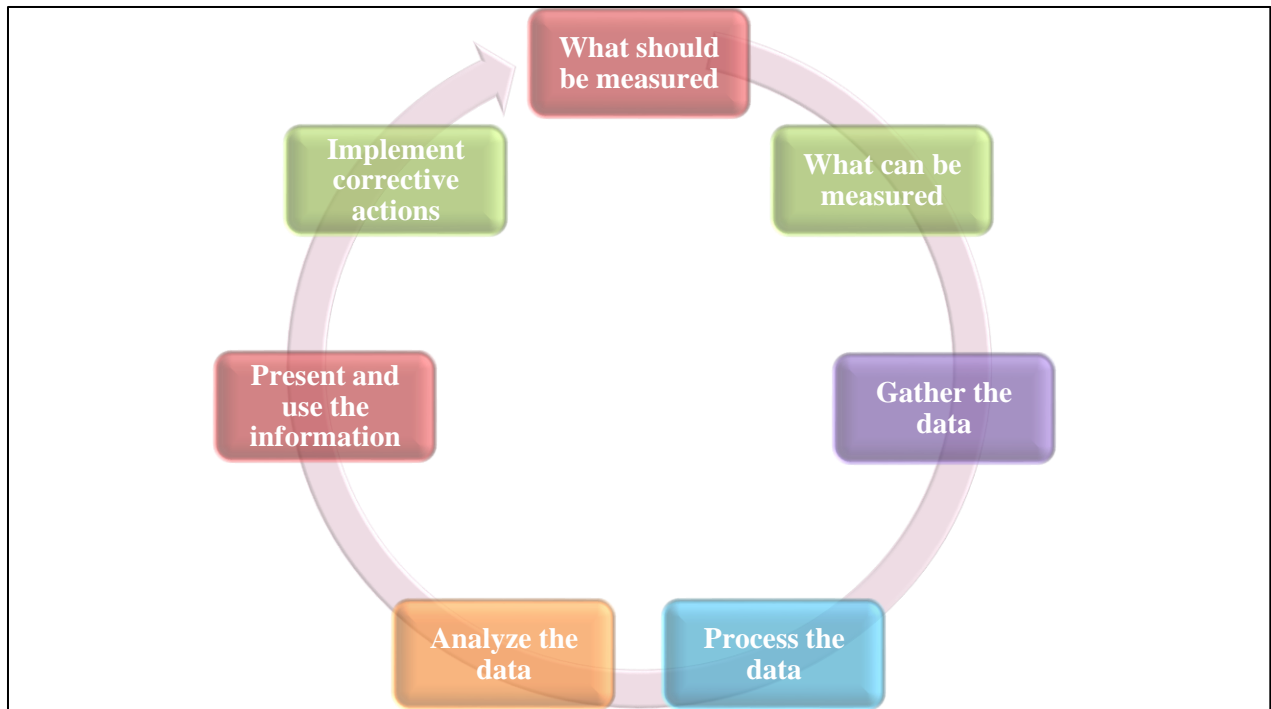 What should
be measured
What can be
measured
Gather the
data
Process the
data
Analyze the
data
Present and
use the
information
Implement
corrective
actions